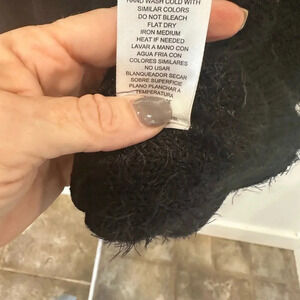 HAND WASH COLD WITH
SIMILAR COLORS
DO NOT BLEACH
FLAT DRY
IRON MEDIUM
HEAT IF NEEDED
LAVAR A MANO CON
AGUA FRIA CON
COLORES SIMILARES
NO USAR
BLANQUEADOR SECAR
SOBRE SUPERFICIE
PLANO PLANCHAR A
TEMPERATURA